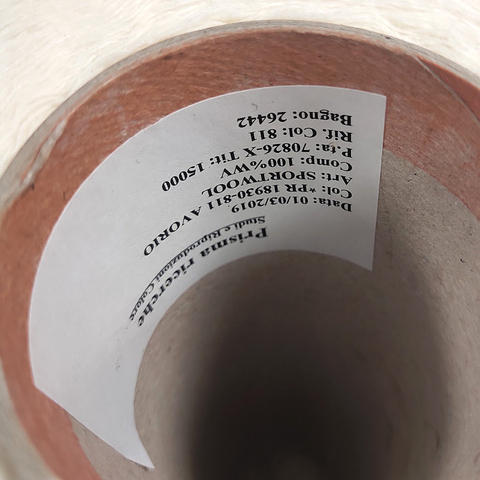 Prisma ricerche
Studi e Riproduzioni Colore
Data: 01/03/2019
Col: *PR 18930-811 AVORIO
Art: SPORTWOOL
Comp: 100%WV
P.ta: 70826-X Tit: 15000
Rif. Col: 811
Bagno: 26442